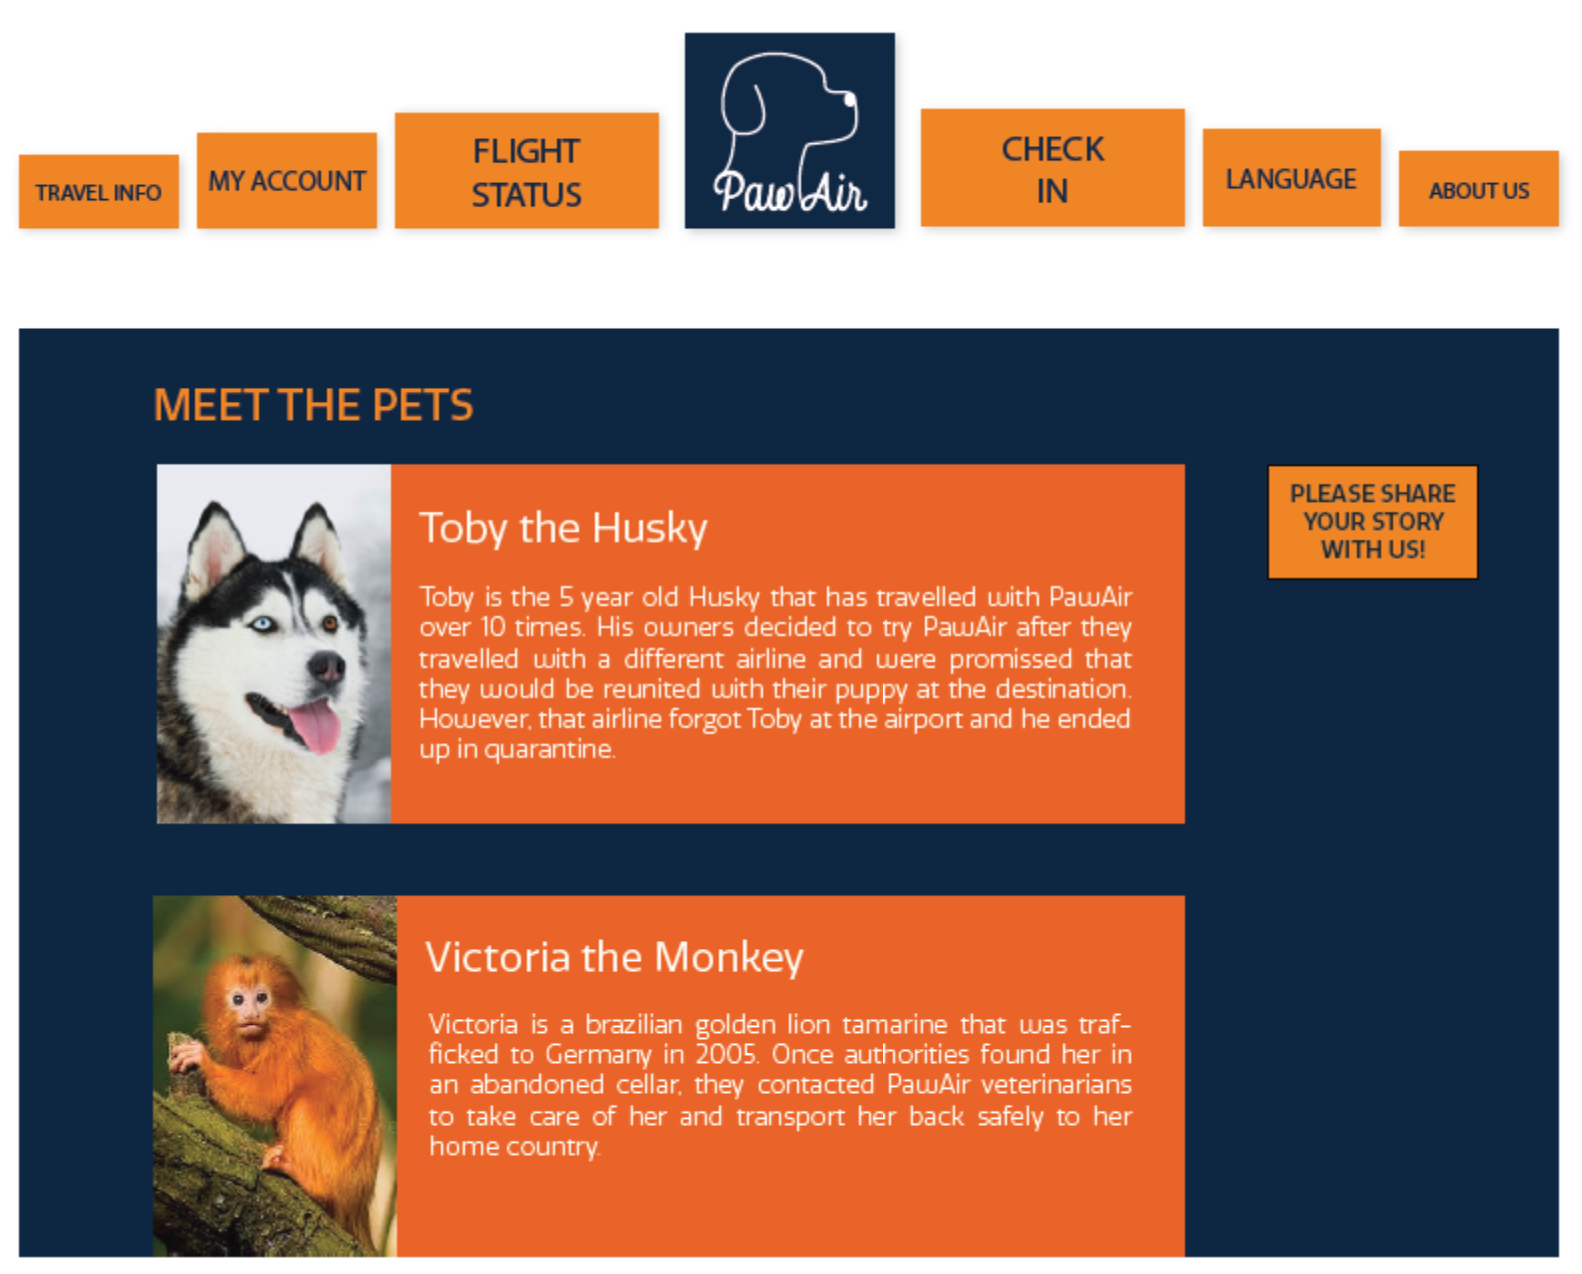 TRAVEL INFO
MY ACCOUNT
FLIGHT
STATUS
PawAir
CHECK
IN
LANGUAGE
ABOUT US
MEET THE PETS
Toby the Husky
Toby is the 5 year old Husky that has travelled with PawAir
over 10 times. His owners decided to try PawAir after they
travelled with a different airline and were promissed that
they would be reunited with their puppy at the destination.
However, that airline forgot Toby at the airport and he ended
up in quarantine.
PLEASE SHARE
YOUR STORY
WITH US!
Victoria the Monkey
Victoria is a brazilian golden lion tamarine that was traf-
ficked to Germany in 2005. Once authorities found her in
an abandoned cellar, they contacted PawAir veterinarians
to take care of her and transport her back safely to her
home country.